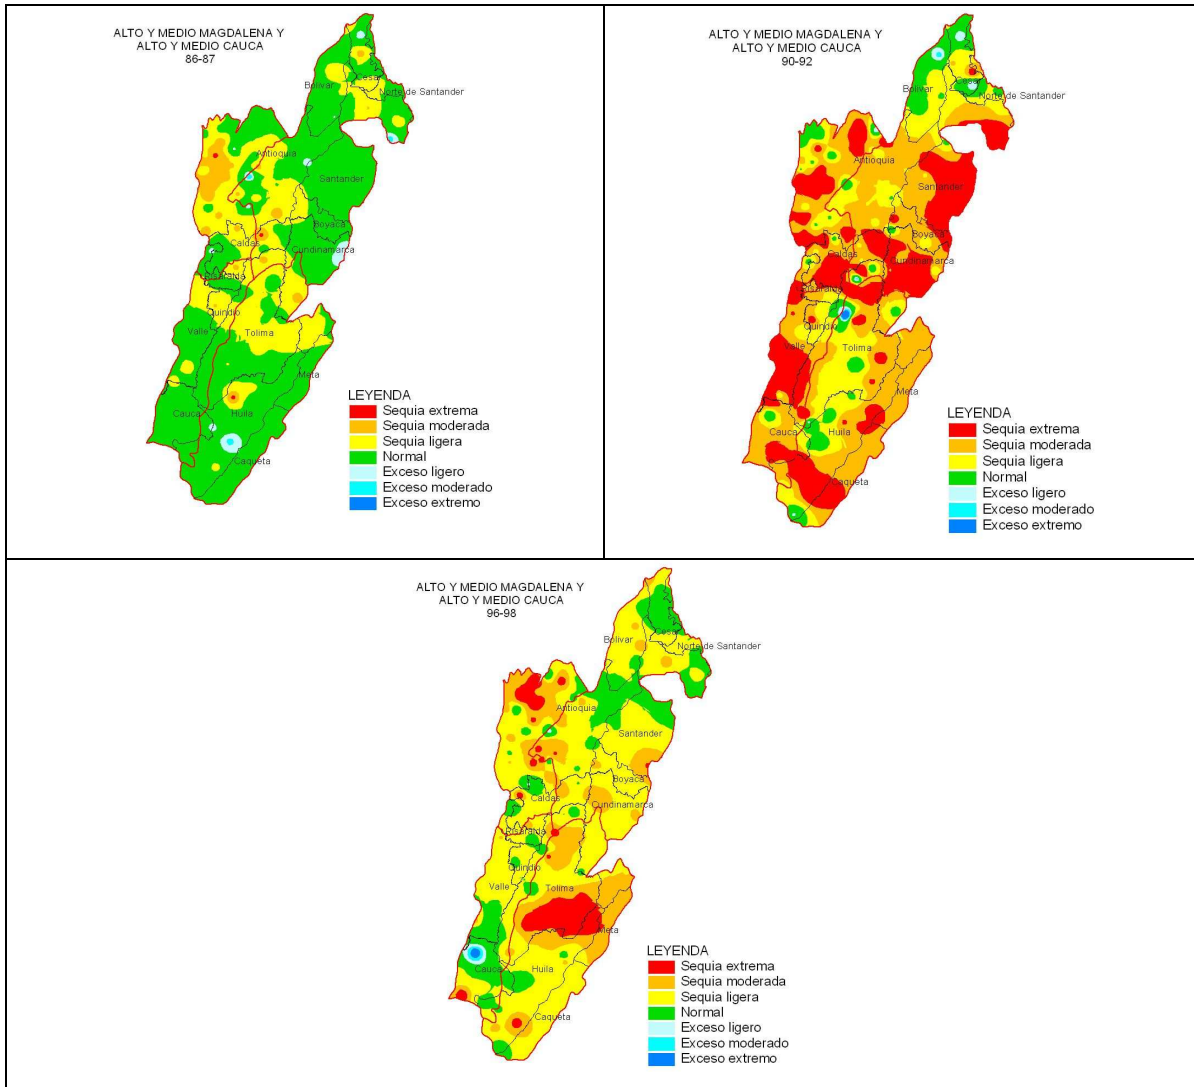 ALTO Y MEDIO MAGDALENA Y
ALTO Y MEDIO CAUCA
86-87
Cesar
Bolivar
Norte de Santander
Antioquia
Santander
Boyaca
Caldas
Cundinamarca
Risaralda
Quindio
Valle
Tolima
Meta
Cauca
Huila
Caqueta
LEYENDA
Sequia extrema
Sequia moderada
Sequia ligera
Normal
Exceso ligero
Exceso moderado
Exceso extremo
ALTO Y MEDIO MAGDALENA Y
ALTO Y MEDIO CAUCA
90-92
Cesar
Bolivar
Norte de Santander
Antioquia
Santander
Boyaca
Caldas
Cundinamarca
Risaralda
Quindio
Valle
Tolima
Meta
Cauca
Huila
Caqueta
LEYENDA
Sequia extrema
Sequia moderada
Sequia ligera
Normal
Exceso ligero
Exceso moderado
Exceso extremo
ALTO Y MEDIO MAGDALENA Y
ALTO Y MEDIO CAUCA
96-98
Cesar
Bolivar
Norte de Santander
Antioquia
Santander
Boyaca
Caldas
Cundinamarca
Risaralda
Quindio
Valle
Tolima
Meta
Cauca
Huila
Caqueta
LEYENDA
Sequia extrema
Sequia moderada
Sequia ligera
Normal
Exceso ligero
Exceso moderado
Exceso extremo